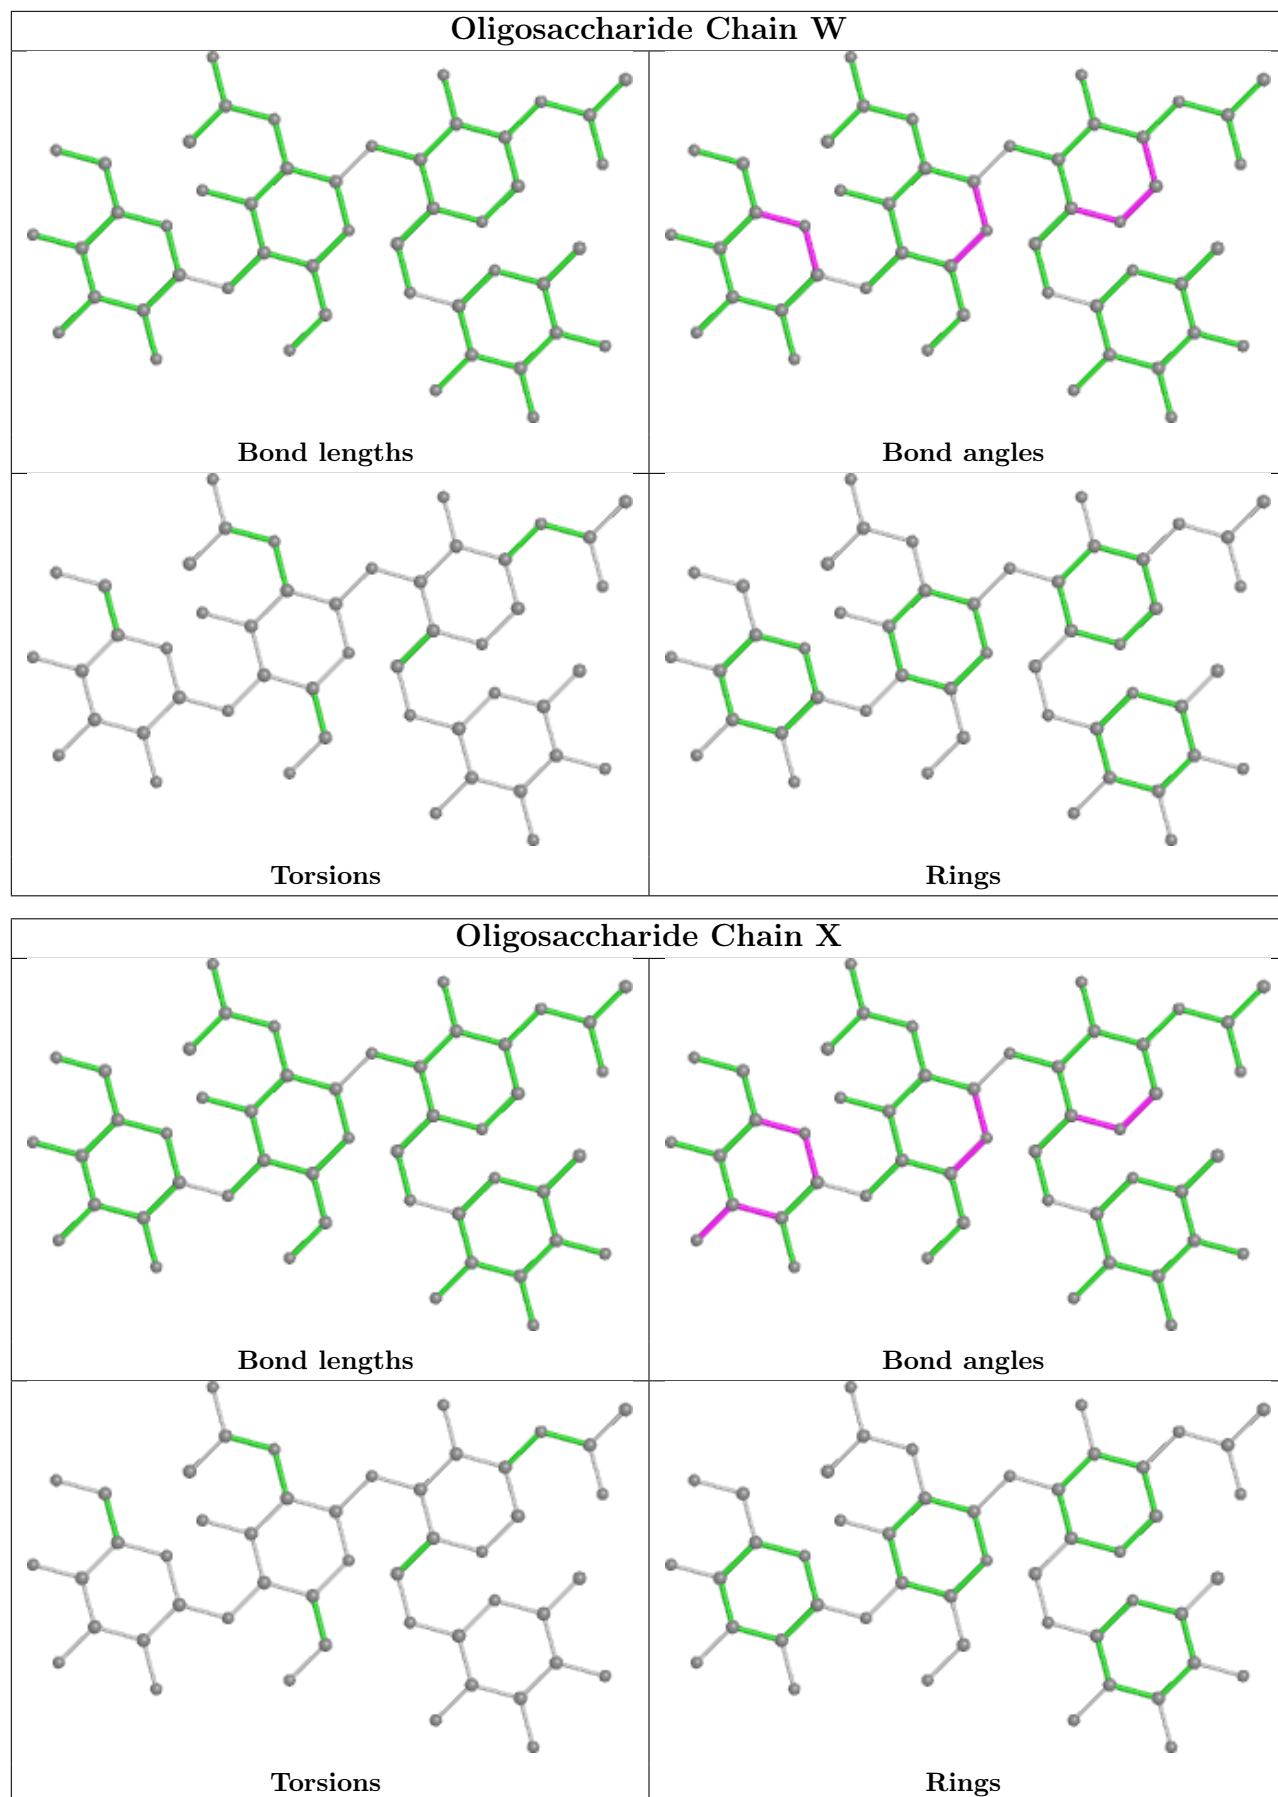 Oligosaccharide Chain W
Bond lengths
Bond angles
Torsions
Rings
Oligosaccharide Chain X
Bond lengths
Bond angles
Torsions
Rings